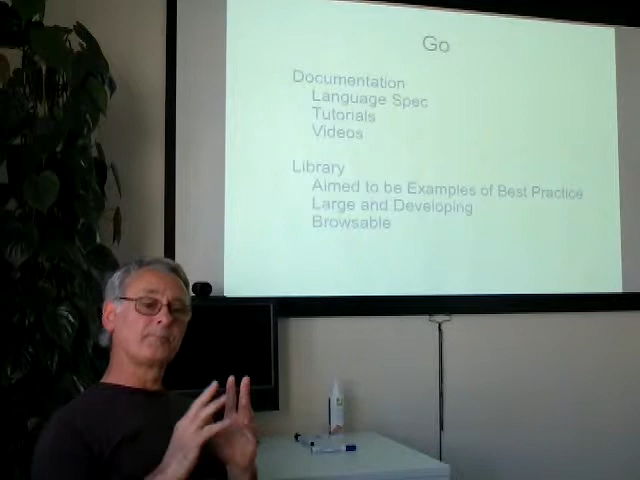 Go
Documentation
Language Spec
Tutorials
Videos
Library
Aimed to be Examples of Best Practice
Large and Developing
Browsable